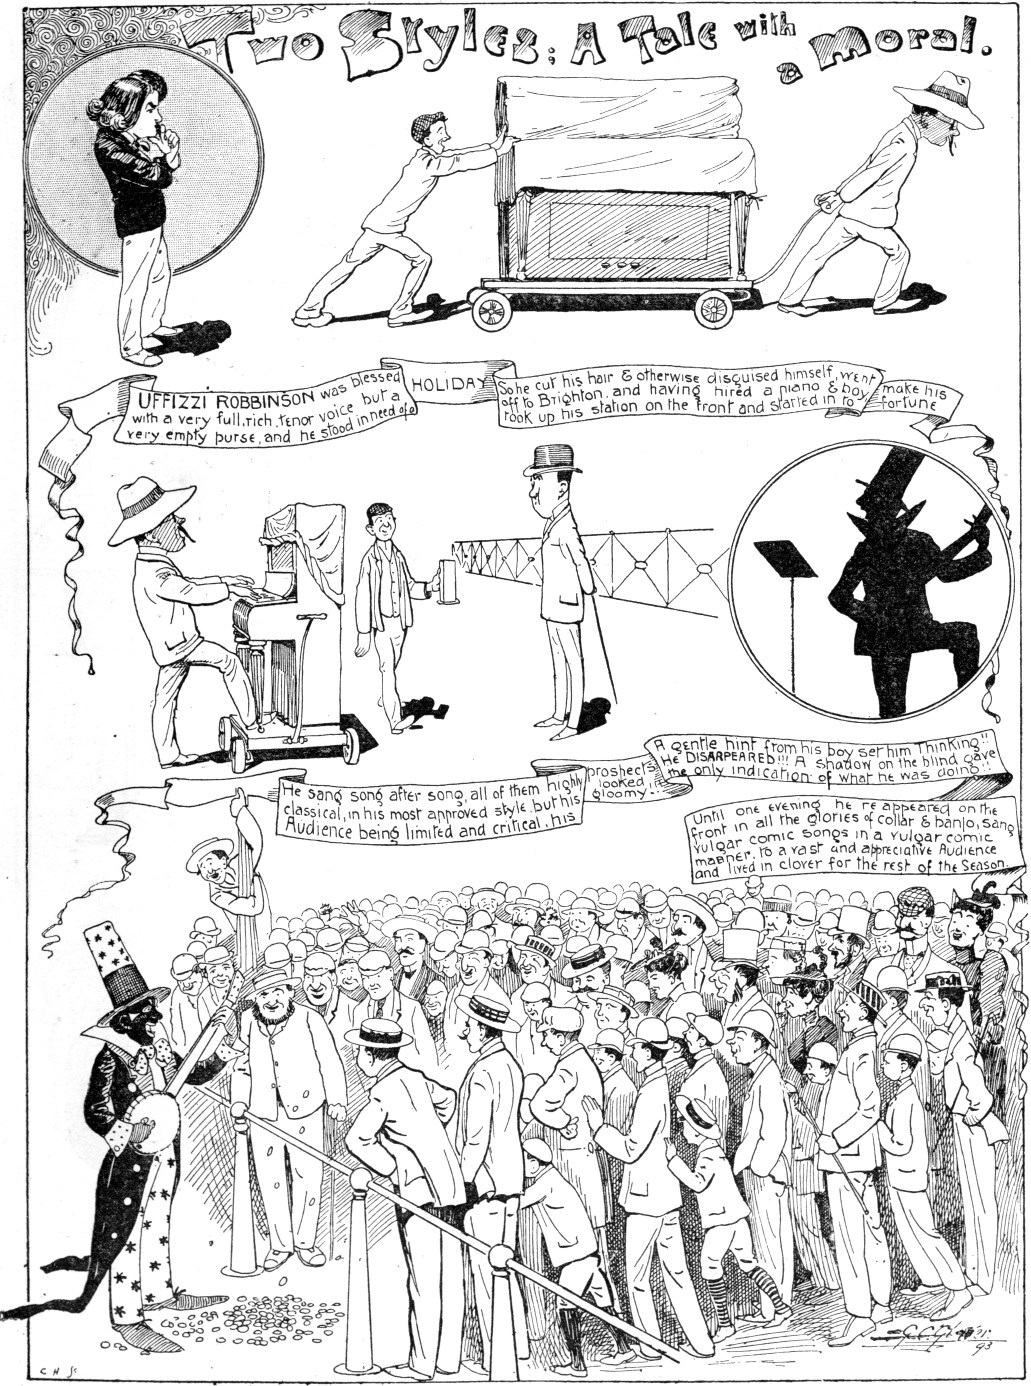 Two Styles; A Tale with a moral.
UFFIZZI ROBBINSON was blessed
with a very full, rich, tenor voice, but a
very empty purse, and he stood in need of a
HOLIDAY
So he cut his hair & otherwise disguised himself, went
off to Brighton, and having hired a piano & boy,
took up his station on the front and started in to
make his
fortune
He sang song after song, all of them highly
classical, in his most approved style, but his
Audience being limited and critical, his
prospects
looked
gloomy..
A gentle hint from his boy set him Thinking!!
He DISAPPEARED!!! A shadow on the blind gave
the only indication of what he was doing!!
Until one evening he re appeared on the
front in all the glories of collar & banjo, sang
vulgar comic songs in a vulgar comic
manner, to a vast and appreciative Audience
and lived in clover for the rest of the Season.
93
C H